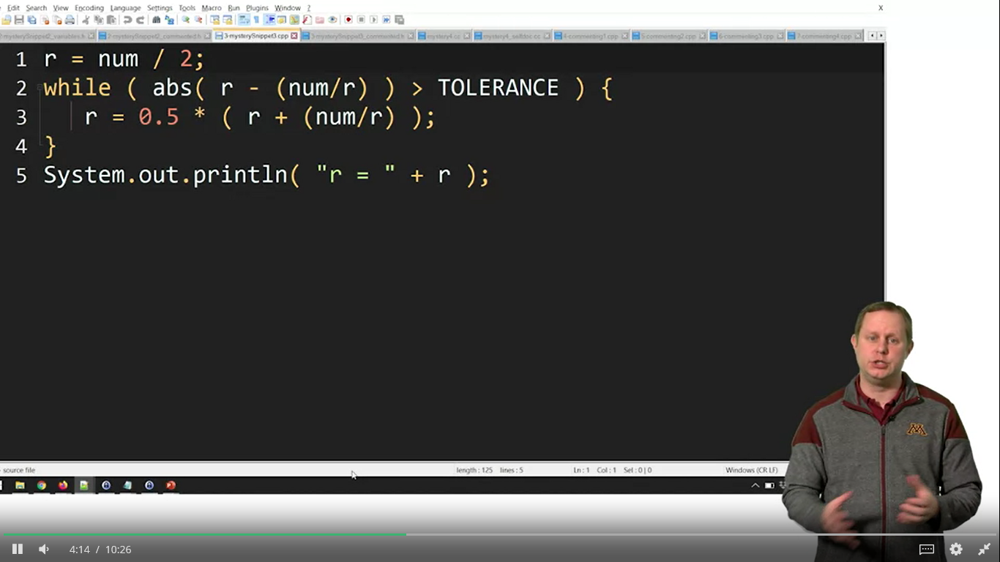 Edit Search View Encoding Language Settings Tools Macro Run Plugins Window ? X
mysterySnippet2_variables.h 2-mysterySnippet2_commented.h 3-mysterySnippet3.cpp 3-mysterySnippet3_commented.h mystery4.cc mystery4_selfdoc.cc 4-commenting1.cpp 5-commenting2.cpp 6-commenting3.cpp 7-commenting4.cpp
1 r = num / 2;
2 while ( abs( r - (num/r) ) > TOLERANCE ) {
3 r = 0.5 * ( r + (num/r) );
4 }
5 System.out.println( "r = " + r );
M
source file length : 125 lines : 5 Ln : 1 Col : 1 Sel : 0 | 0 Windows (CR LF)
4:14 / 10:26